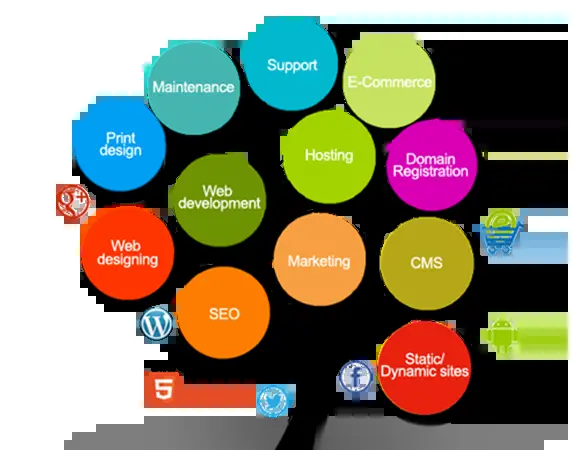 Support
Maintenance
E-Commerce
Print
design
Hosting
Domain
Registration
Web
development
Web
designing
Marketing
CMS
SEO
Static/
Dynamic sites